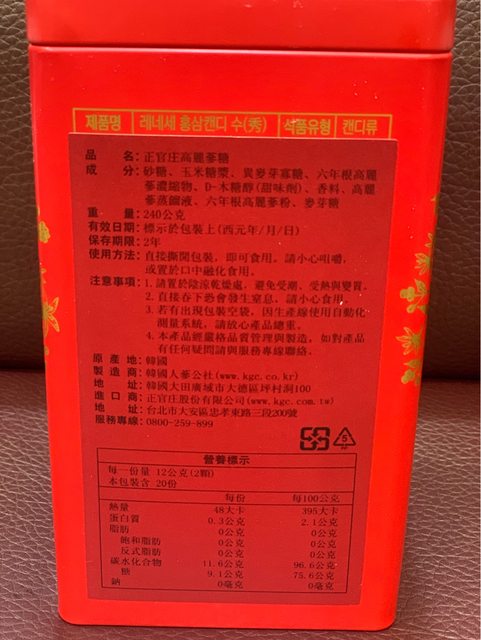 제품명 레네세 홍삼캔디 수(秀) 식품유형 캔디류
品名：正官庄高麗蔘糖
成分：砂糖、玉米糖漿、異麥芽寡糖、六年根高麗
蔘濃縮物、D-木糖醇(甜味劑)、香料、高麗
蔘蒸餾液、六年根高麗蔘粉、麥芽糖
重量：240公克
有效日期：標示於包裝上(西元年/月/日)
保存期限：2年
使用方法：直接撕開包裝，即可食用。請小心咀嚼，
或置於口中融化食用。
注意事項：1.請置於陰涼乾燥處，避免受潮、受熱與變質。
2.直接吞下恐會發生窒息，請小心食用。
3.若有出現包裝空袋，因生產線使用自動化
測量系統，請放心產品總重。
4.本產品經嚴格品質管理與製造，如對產品
有任何疑問請與服務專線聯絡。
原產地：韓國
製造商：韓國人蔘公社(www.kgc.co.kr)
地址：韓國大田廣域市大德區坪村洞100
進口商：正官庄股份有限公司(www.kgc.com.tw)
地址：台北市大安區忠孝東路三段200號
服務專線：0800-259-899
5
PP
營養標示
每一份量 12公克(2顆)
本包裝含 20份
每份 每100公克
熱量 48大卡 395大卡
蛋白質 0.3公克 2.1公克
脂肪 0公克 0公克
飽和脂肪 0公克 0公克
反式脂肪 0公克 0公克
碳水化合物 11.6公克 96.6公克
糖 9.1公克 75.6公克
鈉 0毫克 0毫克